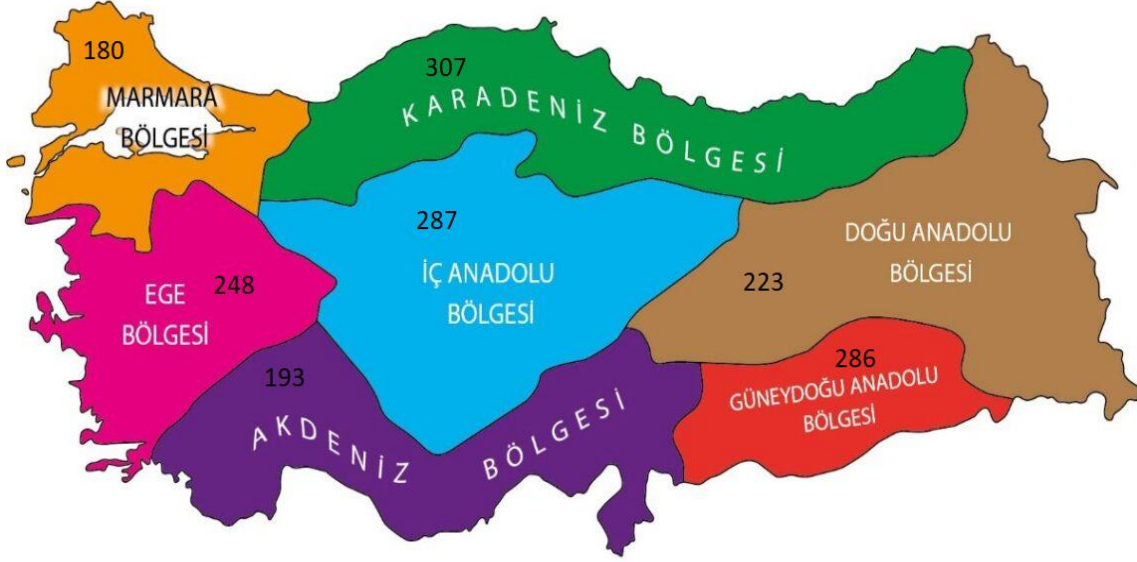 180
MARMARA
BÖLGESİ
307
KARADENİZ BÖLGESİ
287
İÇ ANADOLU
BÖLGESİ
DOĞU ANADOLU
BÖLGESİ
223
EGE
BÖLGESİ
248
193
AKDENİZ BÖLGESİ
286
GÜNEYDOĞU ANADOLU
BÖLGESİ